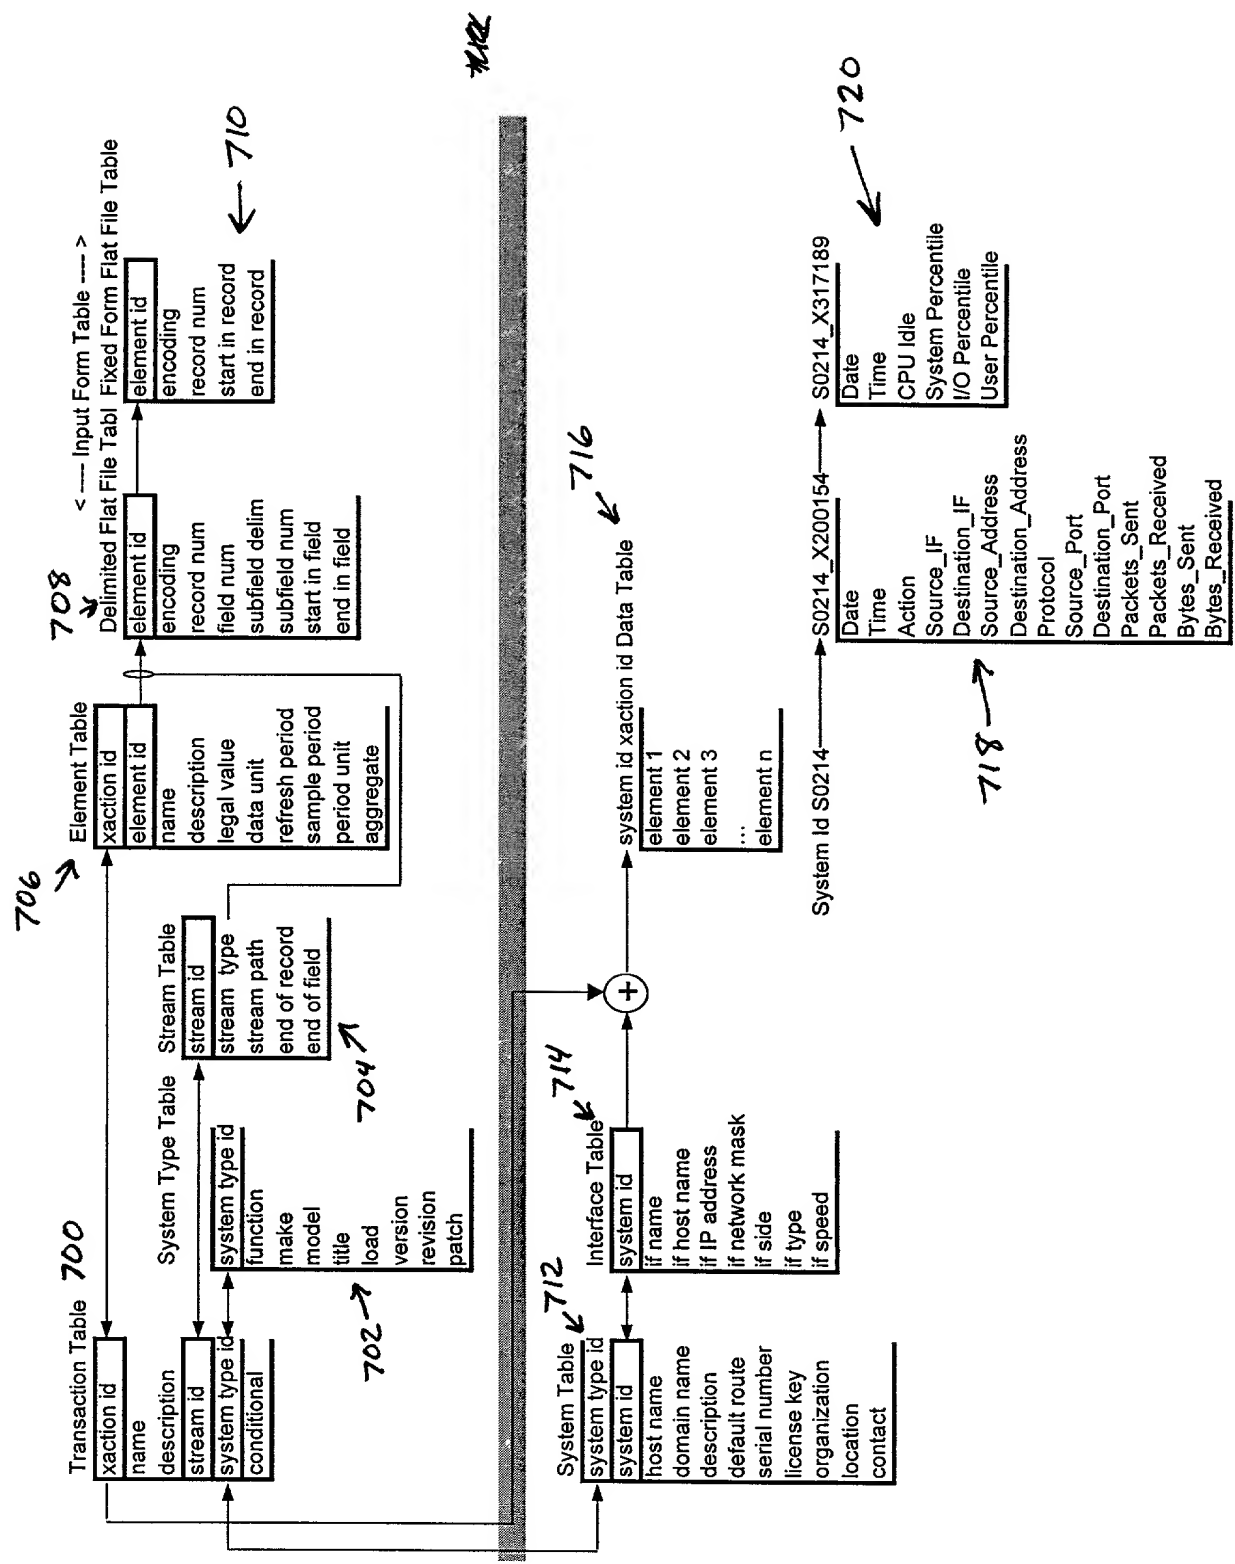 Transaction Table 700
xaction id
name
description
stream id
system type id
conditional
System Type Table
system type id
function
make
model
title
load
version
revision
patch
702
Stream Table
stream id
stream type
stream path
end of record
end of field
704
706
Element Table
xaction id
element id
name
description
legal value
data unit
refresh period
sample period
period unit
aggregate
< ---- Input Form Table ---- >
708
Delimited Flat File Tabl
element id
encoding
record num
field num
subfield delim
subfield num
start in field
end in field
Fixed Form Flat File Table
element id
encoding
record num
start in record
end in record
710
System Table
712
system type id
system id
host name
domain name
description
default route
serial number
license key
organization
location
contact
Interface Table
714
system id
if name
if host name
if IP address
if network mask
if side
if type
if speed
+
system id xaction id Data Table
716
element 1
element 2
element 3
...
element n
System Id S0214
S0214_X200154
Date
Time
Action
Source_IF
Destination_IF
Source_Address
Destination_Address
Protocol
Source_Port
Destination_Port
Packets_Sent
Packets_Received
Bytes_Sent
Bytes_Received
718
S0214_X317189
Date
Time
CPU Idle
System Percentile
I/O Percentile
User Percentile
720